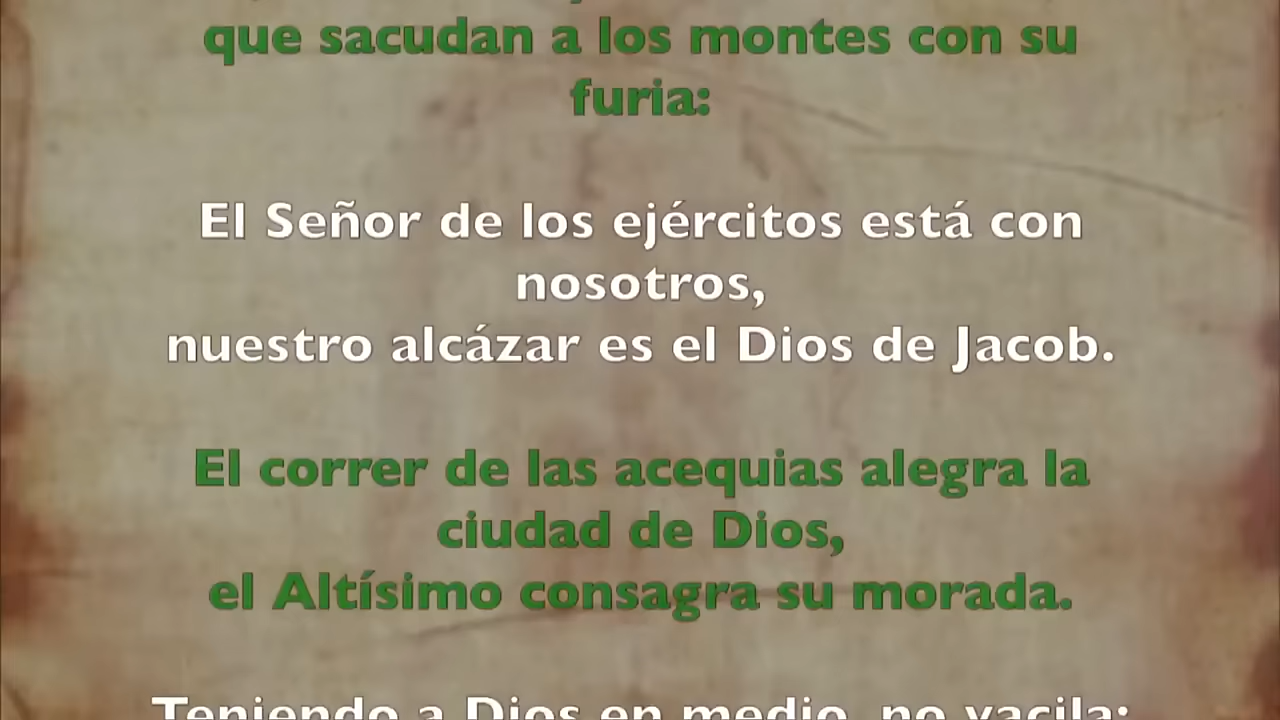 que sacudan a los montes con su
furia:
El Señor de los ejércitos está con
nosotros,
nuestro alcázar es el Dios de Jacob.
El correr de las acequias alegra la
ciudad de Dios,
el Altísimo consagra su morada.
Teniendo a Dios en medio, no vacila;